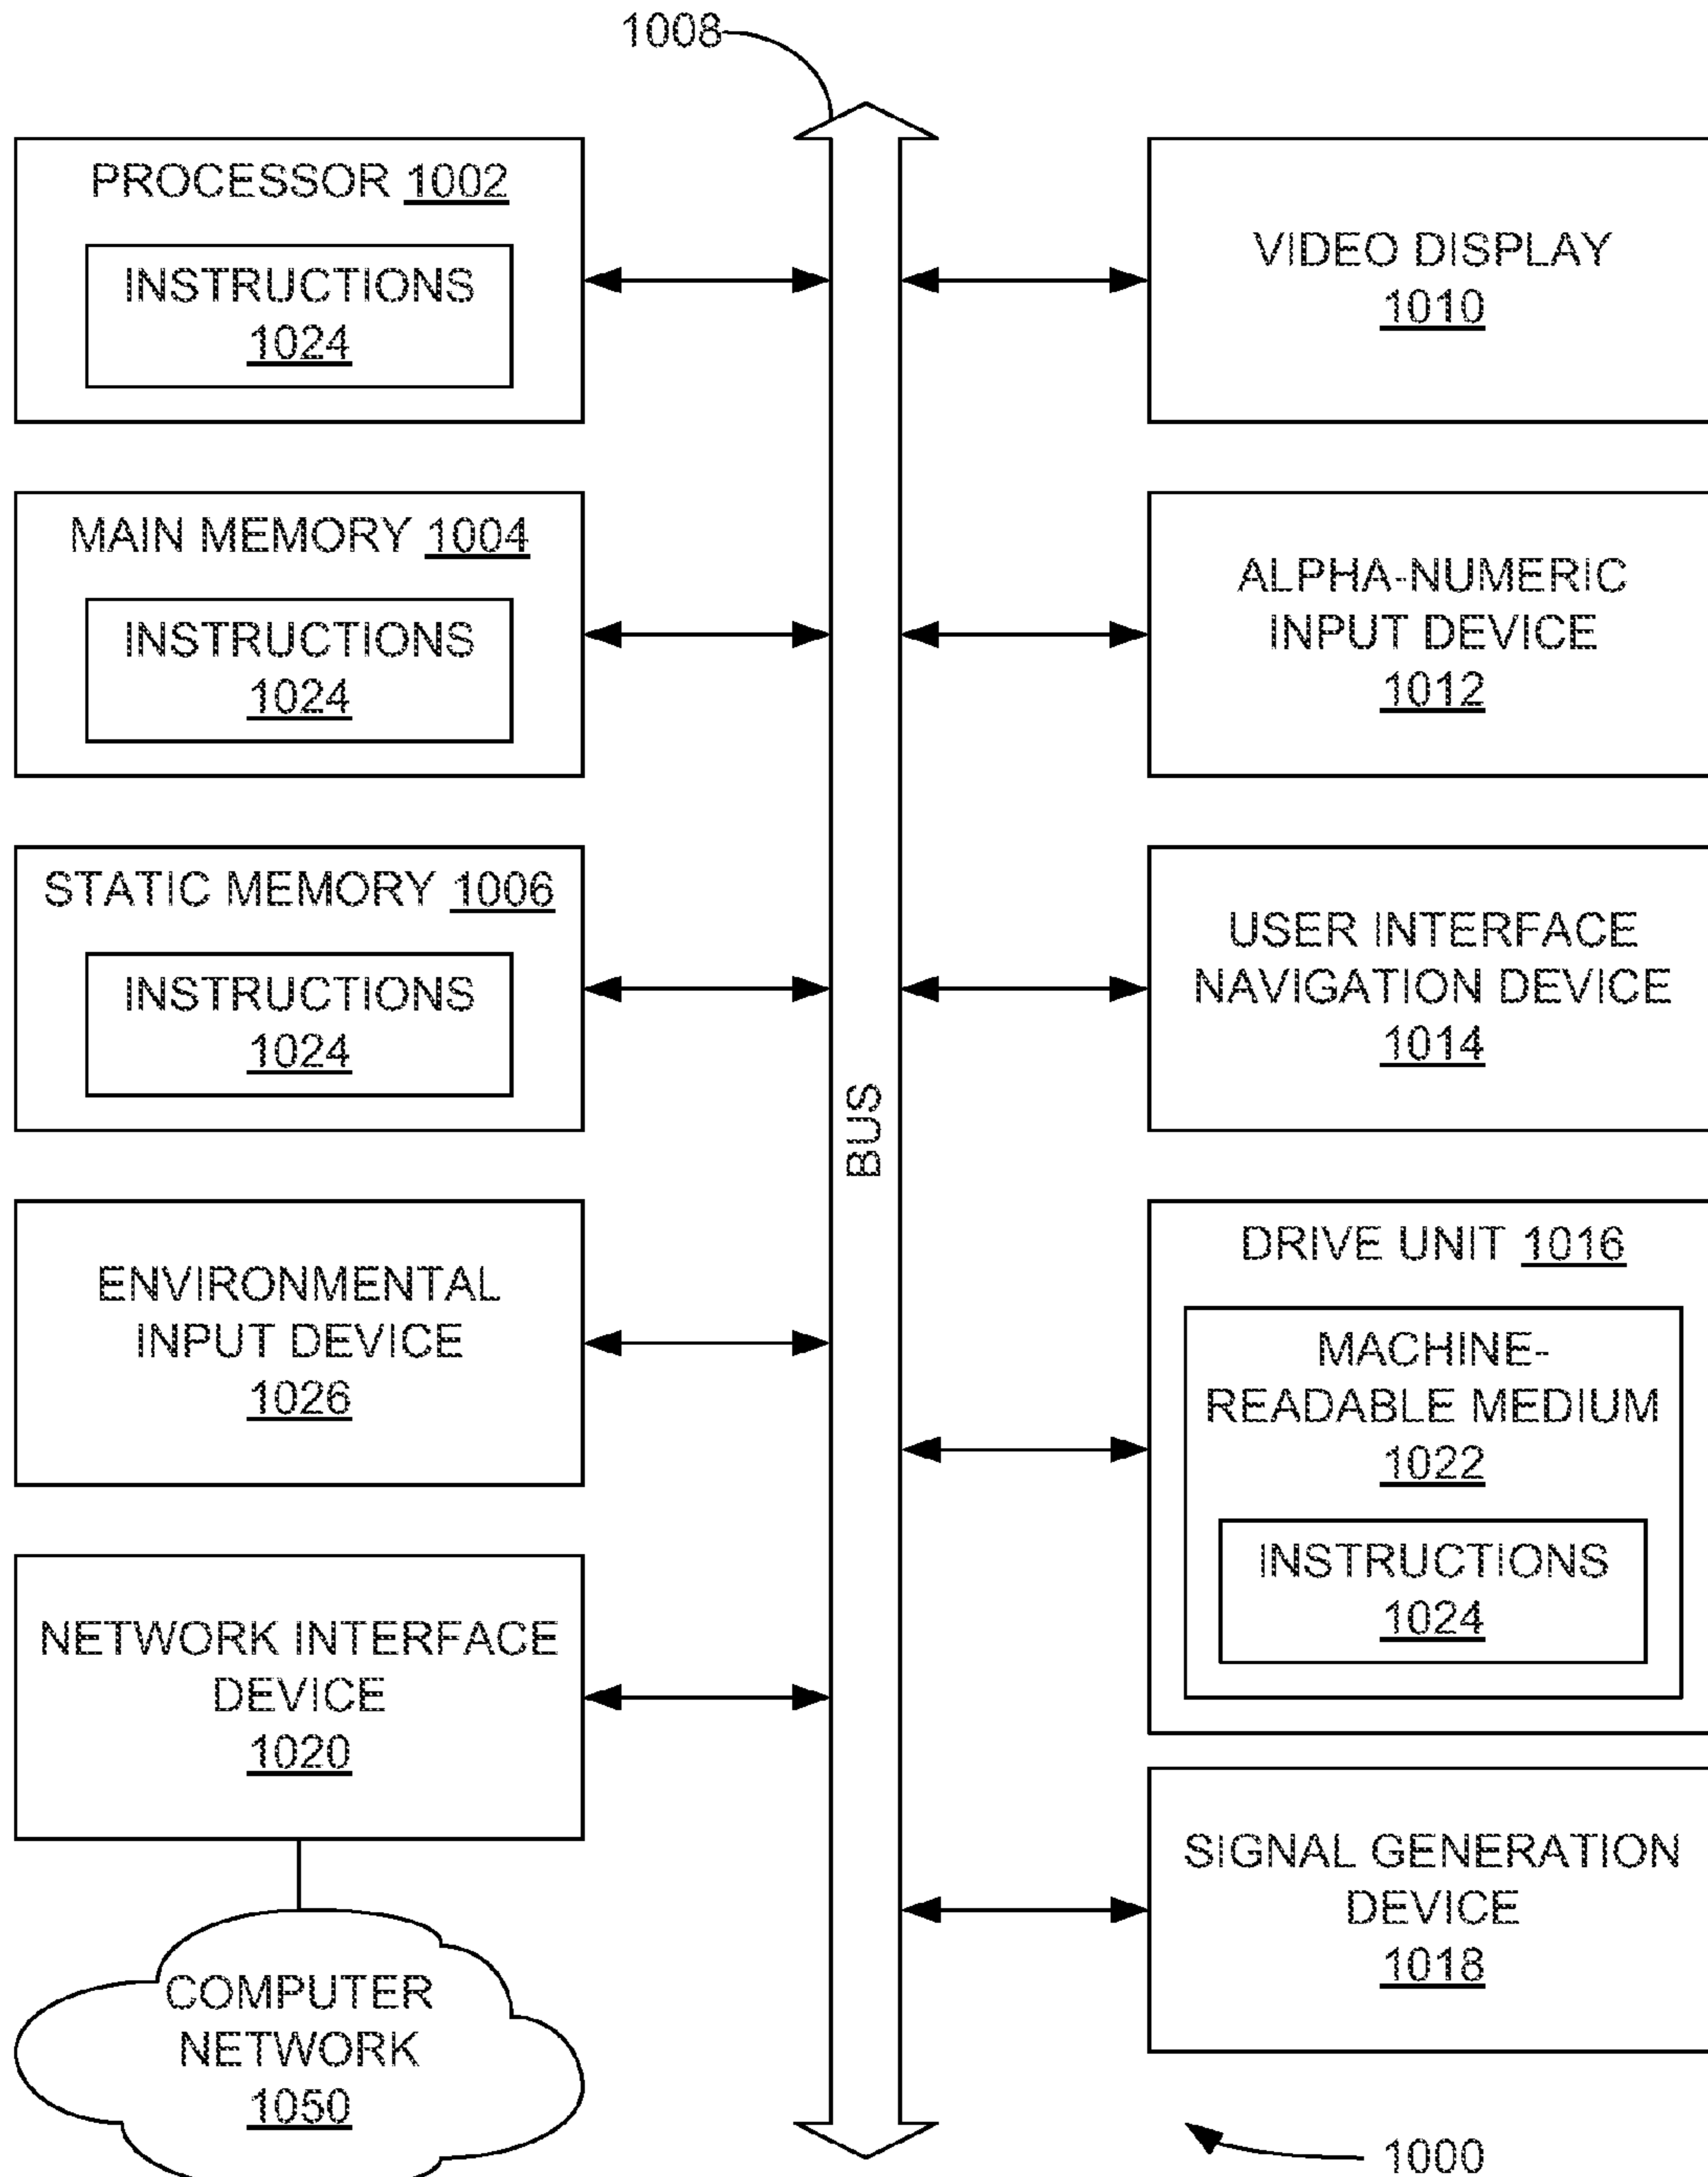 1008
PROCESSOR 1002
INSTRUCTIONS
1024
MAIN MEMORY 1004
INSTRUCTIONS
1024
STATIC MEMORY 1006
INSTRUCTIONS
1024
ENVIRONMENTAL
INPUT DEVICE
1026
NETWORK INTERFACE
DEVICE
1020
COMPUTER
NETWORK
1050
BUS
VIDEO DISPLAY
1010
ALPHA-NUMERIC
INPUT DEVICE
1012
USER INTERFACE
NAVIGATION DEVICE
1014
DRIVE UNIT 1016
MACHINE-
READABLE MEDIUM
1022
INSTRUCTIONS
1024
SIGNAL GENERATION
DEVICE
1018
1000